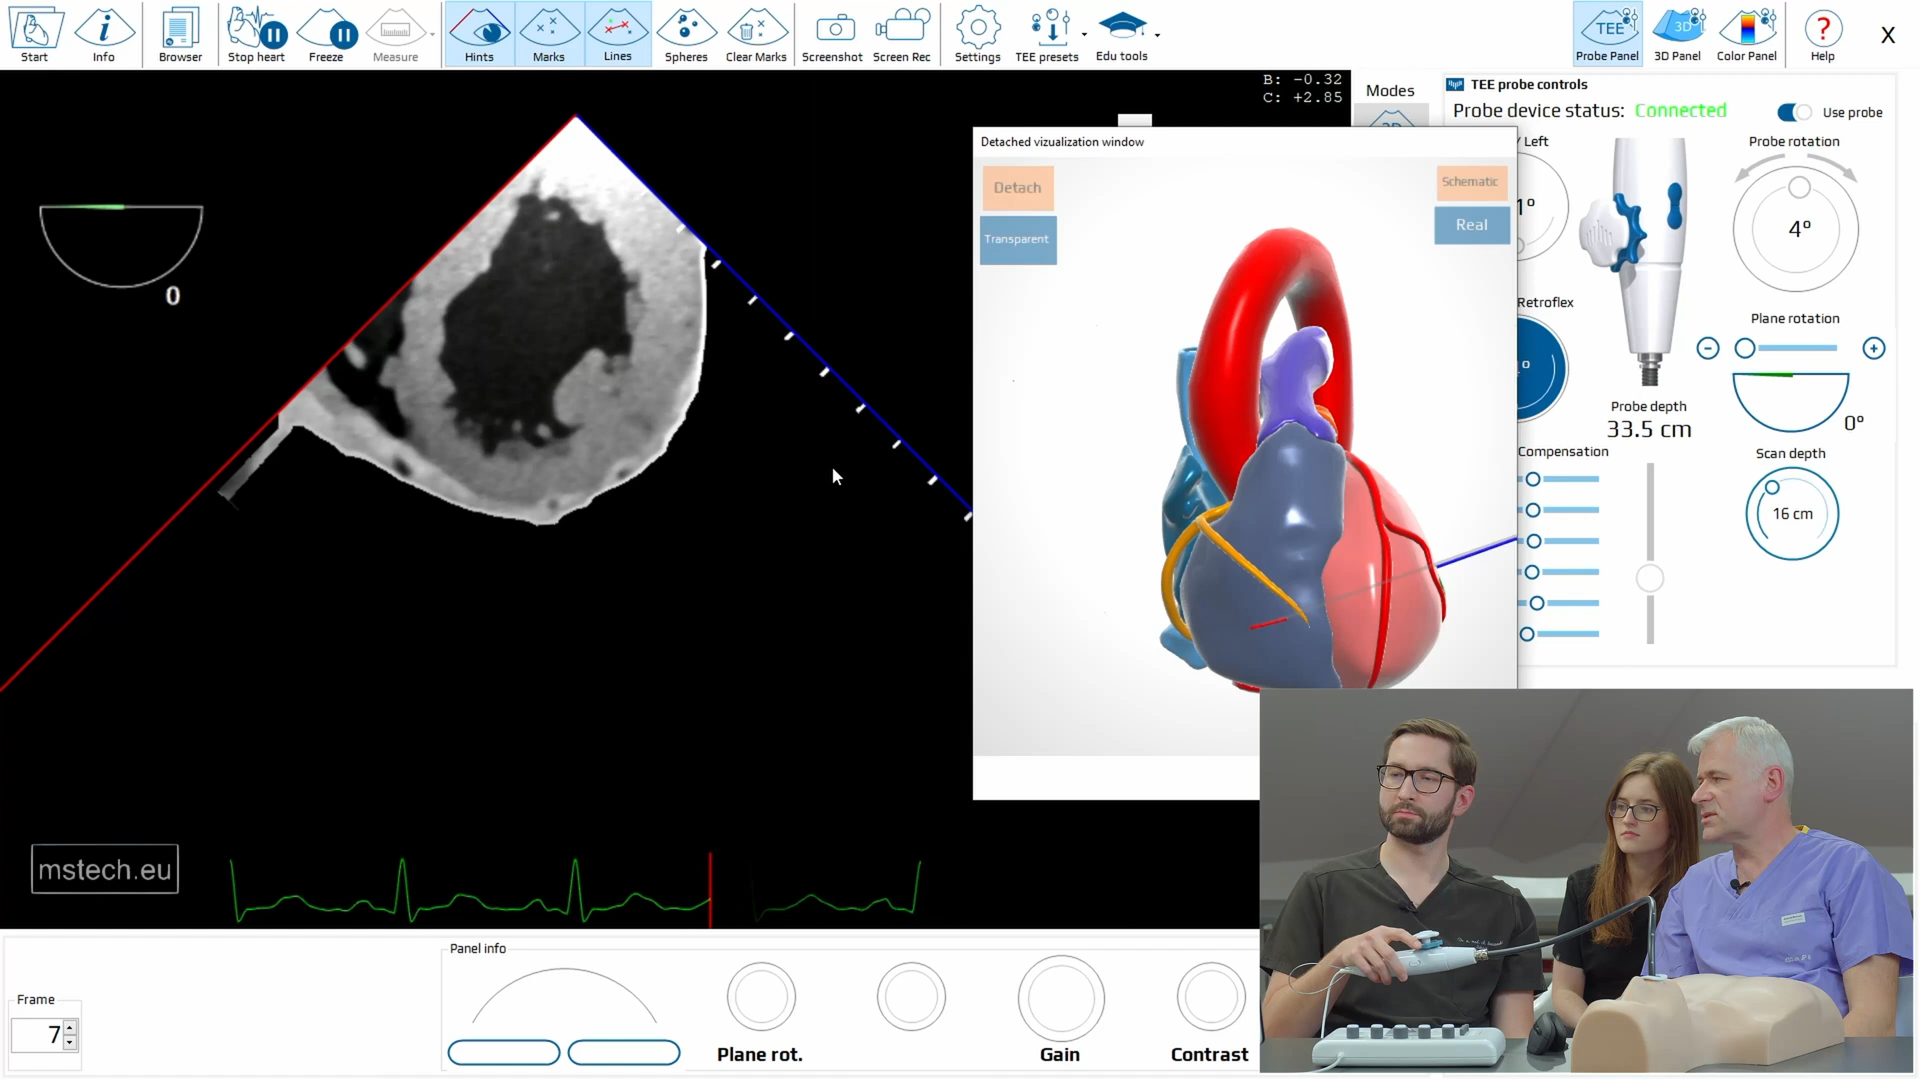 Start
Info
Browser
Stop heart
Freeze
Measure
Hints
Marks
Lines
Spheres
Clear Marks
Screenshot
Screen Rec
Settings
TEE presets
Edu tools
TEE
Probe Panel
3D
3D Panel
Color Panel
?
Help
X
B: -0.32
C: +2.85
Modes
TEE probe controls
Probe device status: Connected
Use probe
Detached vizualization window
Detach
Transparent
Schematic
Real
/ Left
1º
Probe rotation
4º
Retroflex
º
Plane rotation
0º
Probe depth
33.5 cm
Compensation
Scan depth
16 cm
0
mstech.eu
Frame
7
Panel info
Plane rot.
Gain
Contrast